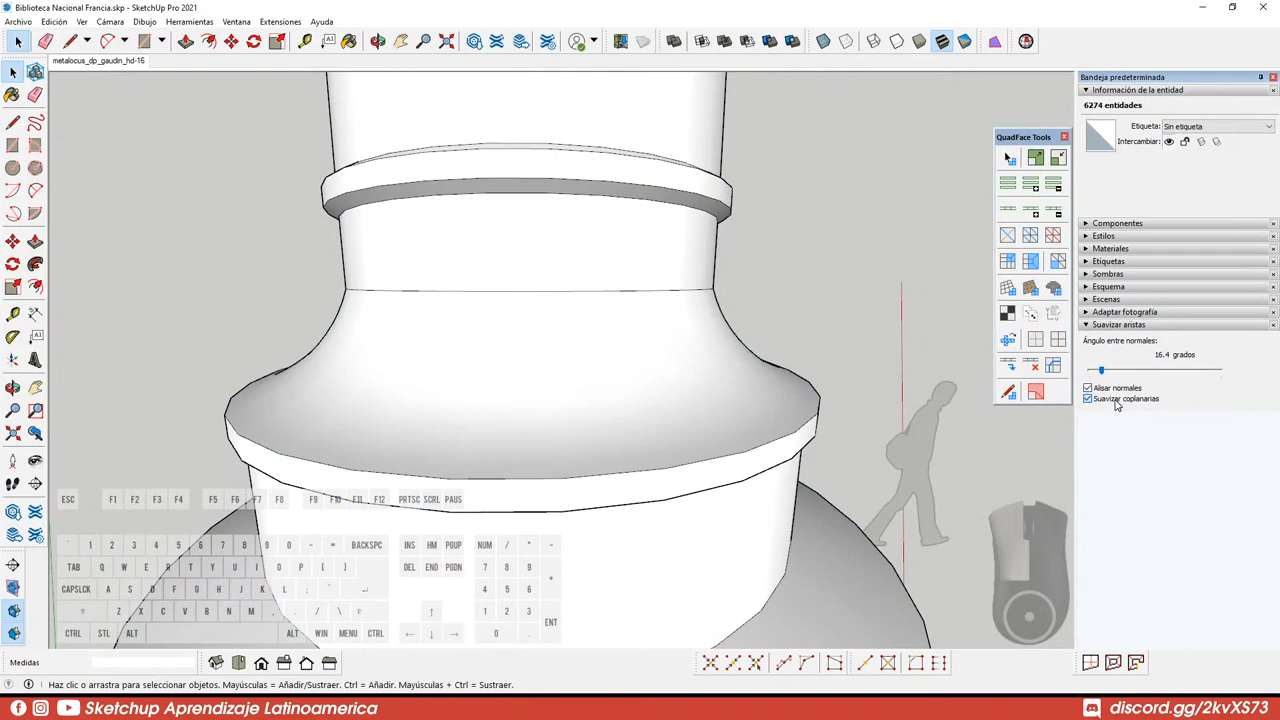 Biblioteca Nacional Francia.skp - SketchUp Pro 2021
Archivo Edición Ver Cámara Dibujo Herramientas Ventana Extensiones Ayuda
metalocus_dp_gaudin_hd-16
Bandeja predeterminada
Información de la entidad
6274 entidades
Etiqueta: Sin etiqueta
Intercambiar:
QuadFace Tools
Componentes
Estilos
Materiales
Etiquetas
Sombras
Esquema
Escenas
Adaptar fotografía
Suavizar aristas
Ángulo entre normales:
16.4 grados
Alisar normales
Suavizar coplanarias
ESC F1 F2 F3 F4 F5 F6 F7 F8 F9 F10 F11 F12 PRTSC SCRL PAUS
` 1 2 3 4 5 6 7 8 9 0 - = BACKSPC INS HM PGUP NUM / * -
TAB Q W E R T Y U I O P [ ] DEL END PGDN 7 8 9 +
CAPSLCK A S D F G H J K L ; ' 4 5 6
Z X C V B N M , . / \ ↑ 1 2 3 ENT
CTRL STL ALT ALT WIN MENU CTRL ← ↓ → 0 .
Medidas
Haz clic o arrastra para seleccionar objetos. Mayúsculas = Añadir/Sustraer. Ctrl = Añadir. Mayúsculas + Ctrl = Sustraer.
Sketchup Aprendizaje Latinoamerica
discord.gg/2kvXS73